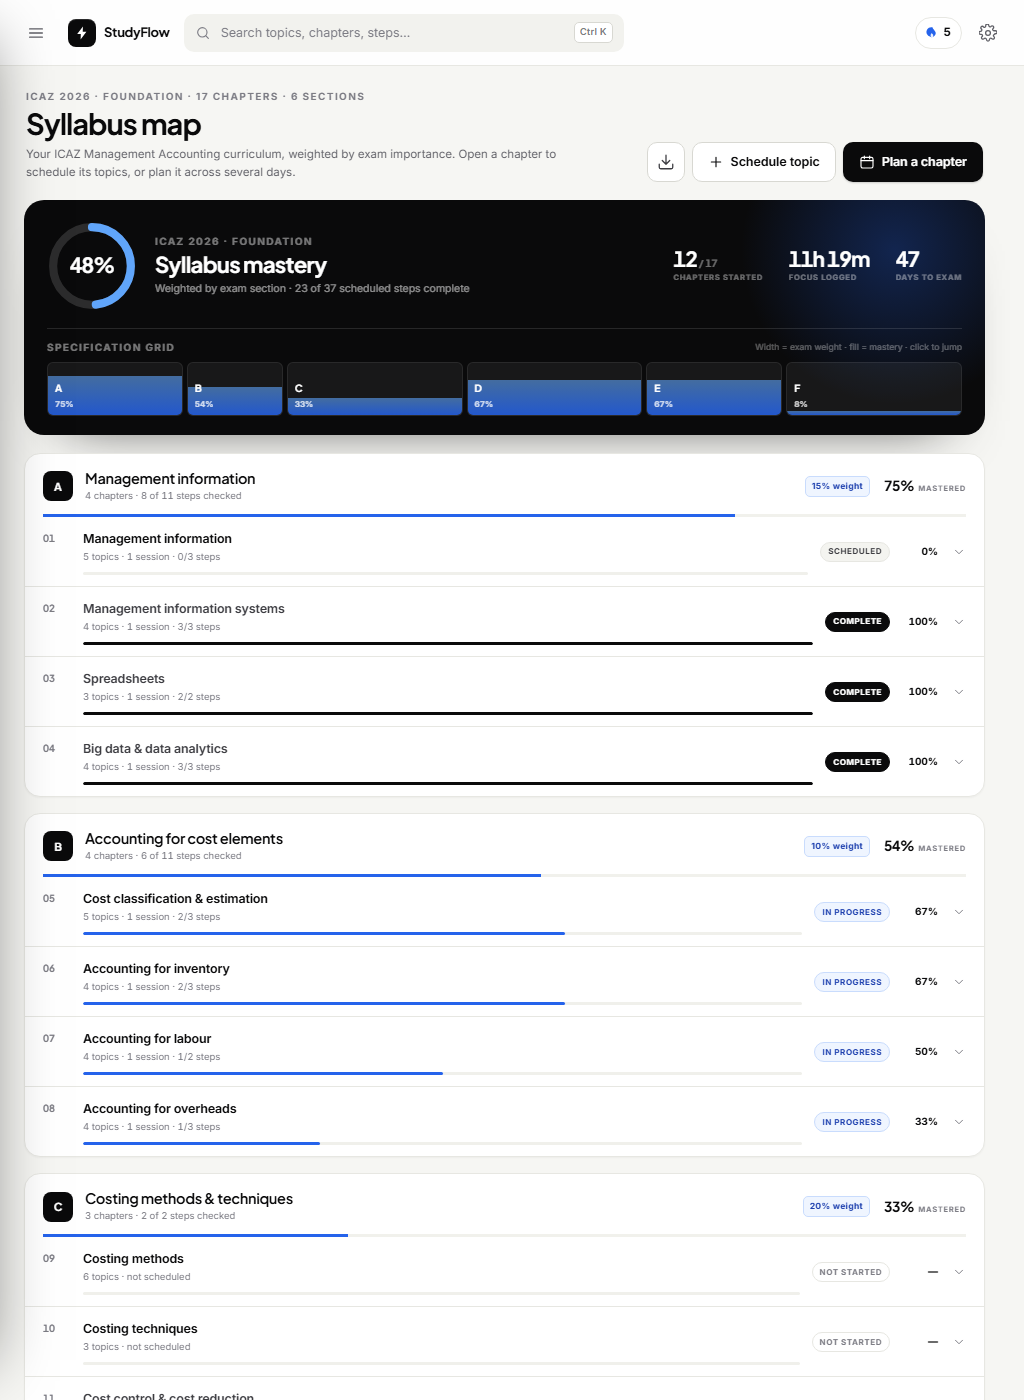 StudyFlow
Search topics, chapters, steps...
Ctrl K
5
ICAZ 2026 · FOUNDATION · 17 CHAPTERS · 6 SECTIONS
Syllabus map
Your ICAZ Management Accounting curriculum, weighted by exam importance. Open a chapter to
schedule its topics, or plan it across several days.
Schedule topic
Plan a chapter
48%
ICAZ 2026 · FOUNDATION
Syllabus mastery
Weighted by exam section · 23 of 37 scheduled steps complete
12/17
CHAPTERS STARTED
11h19m
FOCUS LOGGED
47
DAYS TO EXAM
SPECIFICATION GRID
Width = exam weight · fill = mastery · click to jump
A
75%
B
54%
C
33%
D
67%
E
67%
F
8%
A
Management information
4 chapters · 8 of 11 steps checked
15% weight
75% MASTERED
01
Management information
5 topics · 1 session · 0/3 steps
SCHEDULED
0%
02
Management information systems
4 topics · 1 session · 3/3 steps
COMPLETE
100%
03
Spreadsheets
3 topics · 1 session · 2/2 steps
COMPLETE
100%
04
Big data & data analytics
4 topics · 1 session · 3/3 steps
COMPLETE
100%
B
Accounting for cost elements
4 chapters · 6 of 11 steps checked
10% weight
54% MASTERED
05
Cost classification & estimation
5 topics · 1 session · 2/3 steps
IN PROGRESS
67%
06
Accounting for inventory
4 topics · 1 session · 2/3 steps
IN PROGRESS
67%
07
Accounting for labour
4 topics · 1 session · 1/2 steps
IN PROGRESS
50%
08
Accounting for overheads
4 topics · 1 session · 1/3 steps
IN PROGRESS
33%
C
Costing methods & techniques
3 chapters · 2 of 2 steps checked
20% weight
33% MASTERED
09
Costing methods
6 topics · not scheduled
NOT STARTED
—
10
Costing techniques
3 topics · not scheduled
NOT STARTED
—
11
Cost control & cost reduction